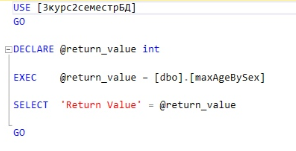 USE [3курс2семестрБД]
GO
DECLARE @return_value int
EXEC @return_value = [dbo].[maxAgeBySex]
SELECT 'Return Value' = @return_value
GO